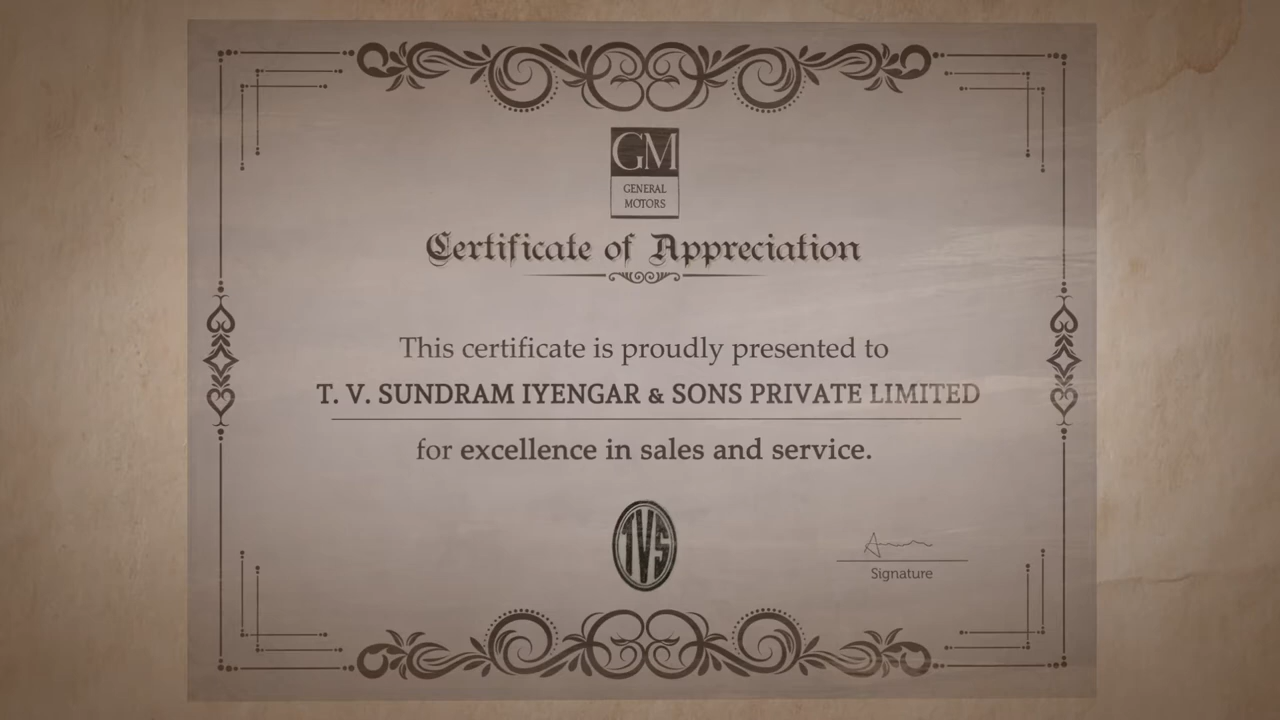 GM
GENERAL
MOTORS
Certificate of Appreciation
This certificate is proudly presented to
T. V. SUNDRAM IYENGAR & SONS PRIVATE LIMITED
for excellence in sales and service.
TVS
Signature